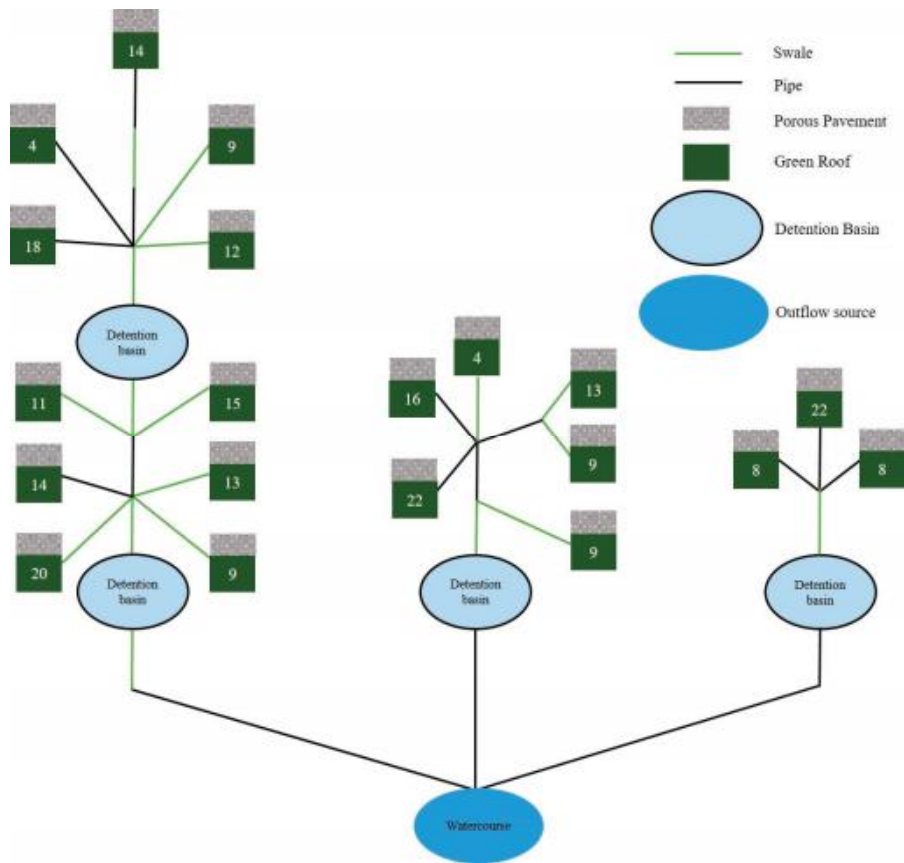 14
Swale
Pipe
4
9
Porous Pavement
Green Roof
18
12
Detention Basin
Outflow source
Detention
basin
4
11
15
16
13
22
14
13
22
9
8
8
20
9
9
Detention
basin
Detention
basin
Detention
basin
Watercourse